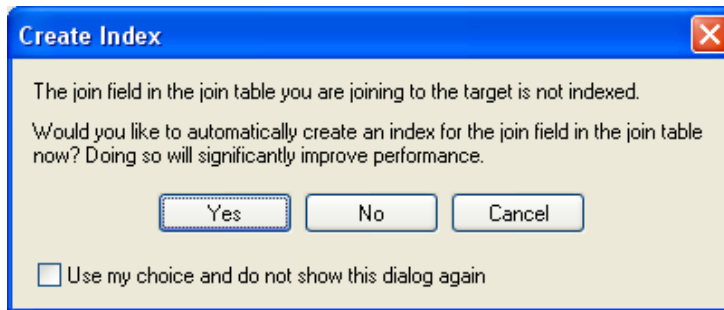 Create Index
The join field in the join table you are joining to the target is not indexed.
Would you like to automatically create an index for the join field in the join table
now? Doing so will significantly improve performance.
Yes No Cancel
Use my choice and do not show this dialog again